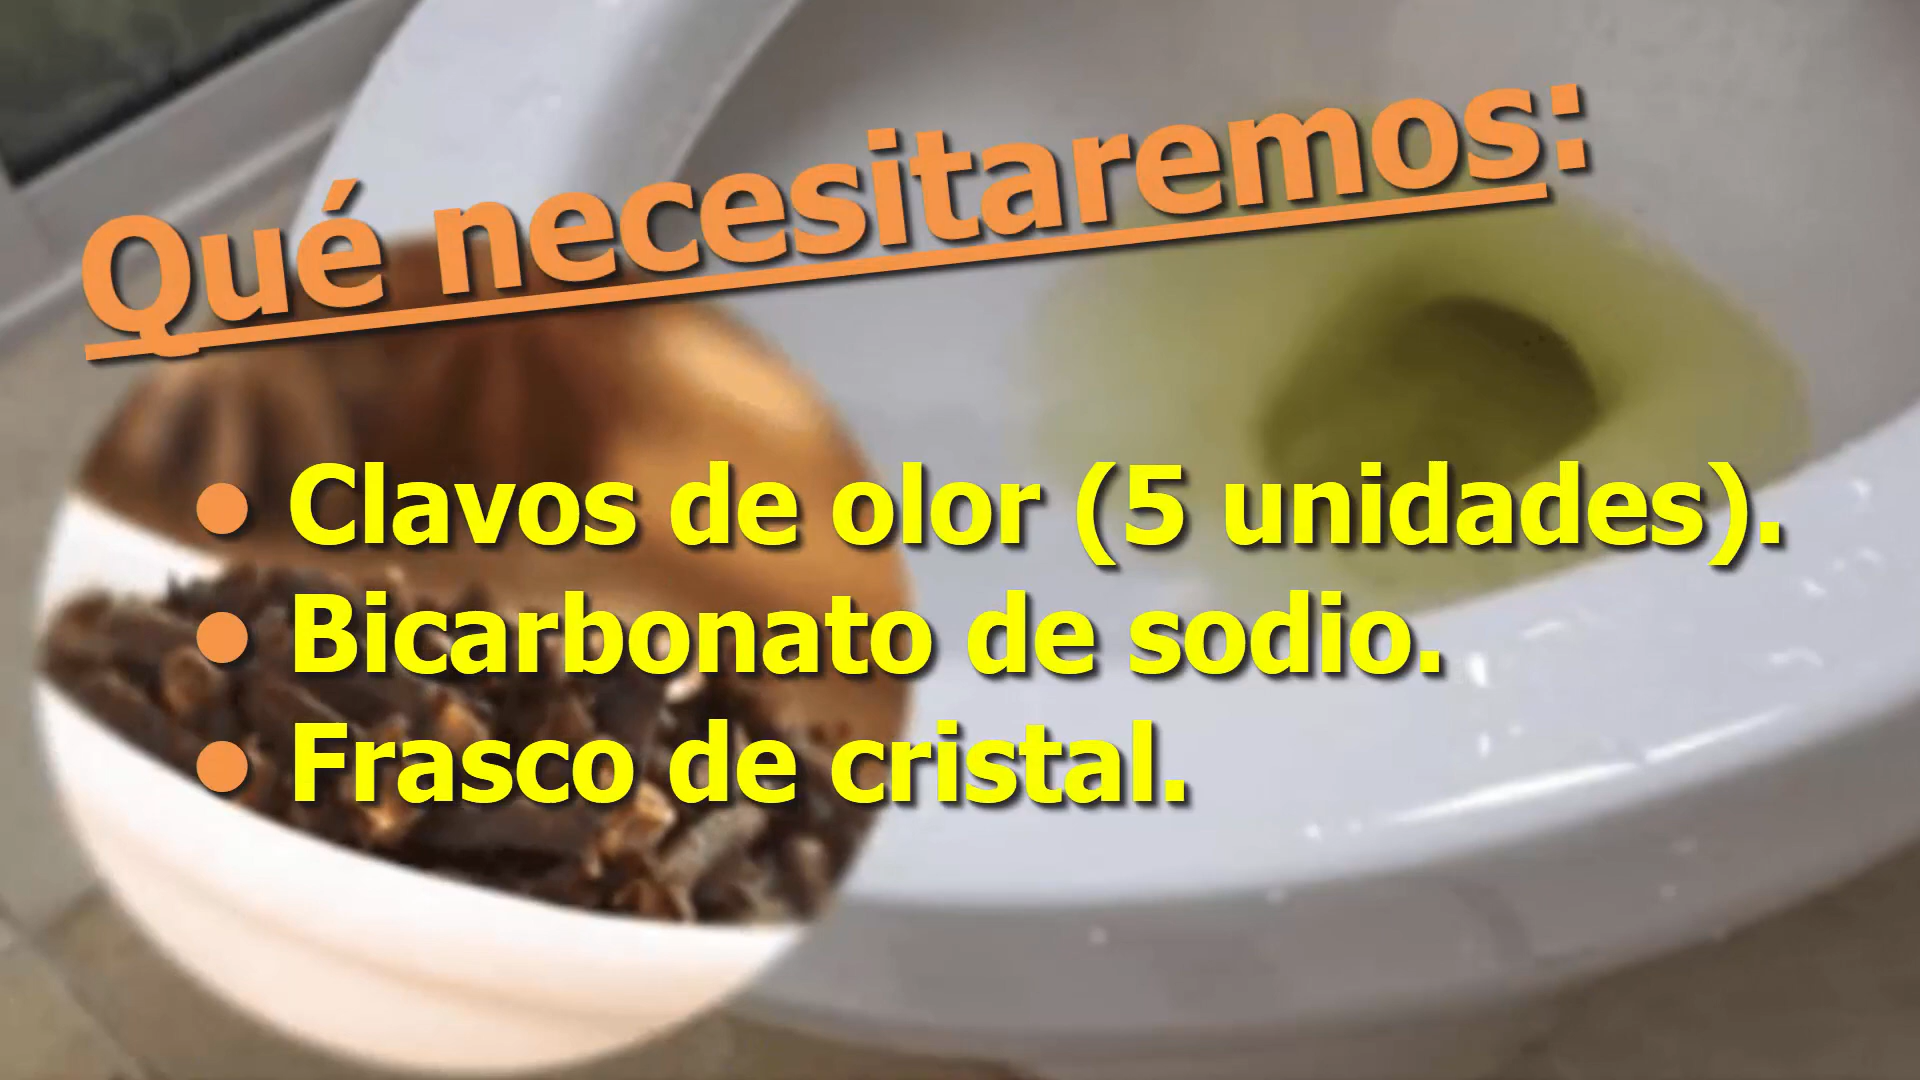 Qué necesitaremos:
• Clavos de olor (5 unidades).
• Bicarbonato de sodio.
• Frasco de cristal.